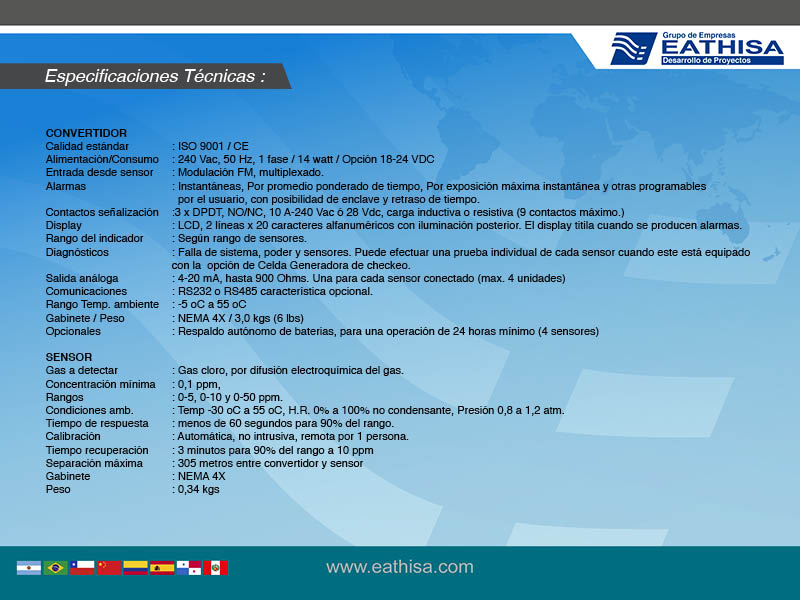 Grupo de Empresas
EATHISA
Desarrollo de Proyectos
Especificaciones Técnicas :
CONVERTIDOR
Calidad estándar : ISO 9001 / CE
Alimentación/Consumo : 240 Vac, 50 Hz, 1 fase / 14 watt / Opción 18-24 VDC
Entrada desde sensor : Modulación FM, multiplexado.
Alarmas : Instantáneas, Por promedio ponderado de tiempo, Por exposición máxima instantánea y otras programables
por el usuario, con posibilidad de enclave y retraso de tiempo.
Contactos señalización :3 x DPDT, NO/NC, 10 A-240 Vac ó 28 Vdc, carga inductiva o resistiva (9 contactos máximo.)
Display : LCD, 2 líneas x 20 caracteres alfanuméricos con iluminación posterior. El display titila cuando se producen alarmas.
Rango del indicador : Según rango de sensores.
Diagnósticos : Falla de sistema, poder y sensores. Puede efectuar una prueba individual de cada sensor cuando este está equipado
con la opción de Celda Generadora de checkeo.
Salida análoga : 4-20 mA, hasta 900 Ohms. Una para cada sensor conectado (max. 4 unidades)
Comunicaciones : RS232 o RS485 característica opcional.
Rango Temp. ambiente : -5 oC a 55 oC
Gabinete / Peso : NEMA 4X / 3,0 kgs (6 lbs)
Opcionales : Respaldo autónomo de baterias, para una operación de 24 horas mínimo (4 sensores)
SENSOR
Gas a detectar : Gas cloro, por difusión electroquímica del gas.
Concentración mínima : 0,1 ppm,
Rangos : 0-5, 0-10 y 0-50 ppm.
Condiciones amb. : Temp -30 oC a 55 oC, H.R. 0% a 100% no condensante, Presión 0,8 a 1,2 atm.
Tiempo de respuesta : menos de 60 segundos para 90% del rango.
Calibración : Automática, no intrusiva, remota por 1 persona.
Tiempo recuperación : 3 minutos para 90% del rango a 10 ppm
Separación máxima : 305 metros entre convertidor y sensor
Gabinete : NEMA 4X
Peso : 0,34 kgs
www.eathisa.com